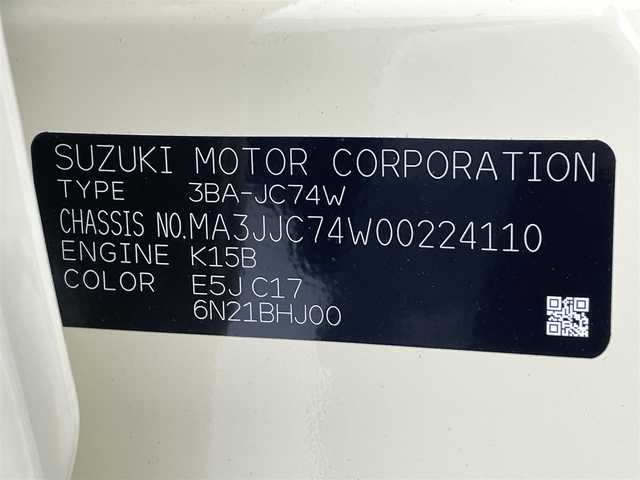 SUZUKI MOTOR CORPORATION
TYPE 3BA-JC74W
CHASSIS NO. MA3JJC74W00224110
ENGINE K15B
COLOR E5J C17
6N21BHJ00